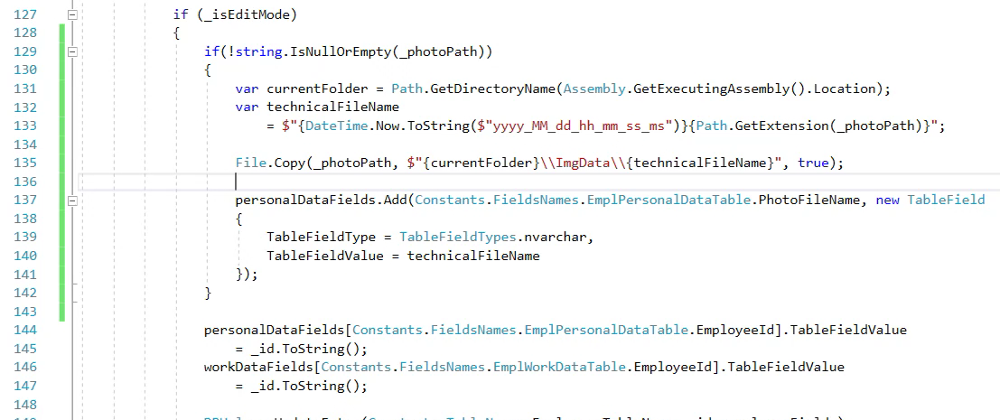 127 if (_isEditMode)
128 {
129 if(!string.IsNullOrEmpty(_photoPath))
130 {
131 var currentFolder = Path.GetDirectoryName(Assembly.GetExecutingAssembly().Location);
132 var technicalFileName
133 = $"{DateTime.Now.ToString($"yyyy_MM_dd_hh_mm_ss_ms")}{Path.GetExtension(_photoPath)}";
134
135 File.Copy(_photoPath, $"{currentFolder}\\ImgData\\{technicalFileName}", true);
136
137 personalDataFields.Add(Constants.FieldsNames.EmplPersonalDataTable.PhotoFileName, new TableField
138 {
139 TableFieldType = TableFieldTypes.nvarchar,
140 TableFieldValue = technicalFileName
141 });
142 }
143
144 personalDataFields[Constants.FieldsNames.EmplPersonalDataTable.EmployeeId].TableFieldValue
145 = _id.ToString();
146 workDataFields[Constants.FieldsNames.EmplWorkDataTable.EmployeeId].TableFieldValue
147 = _id.ToString();
148